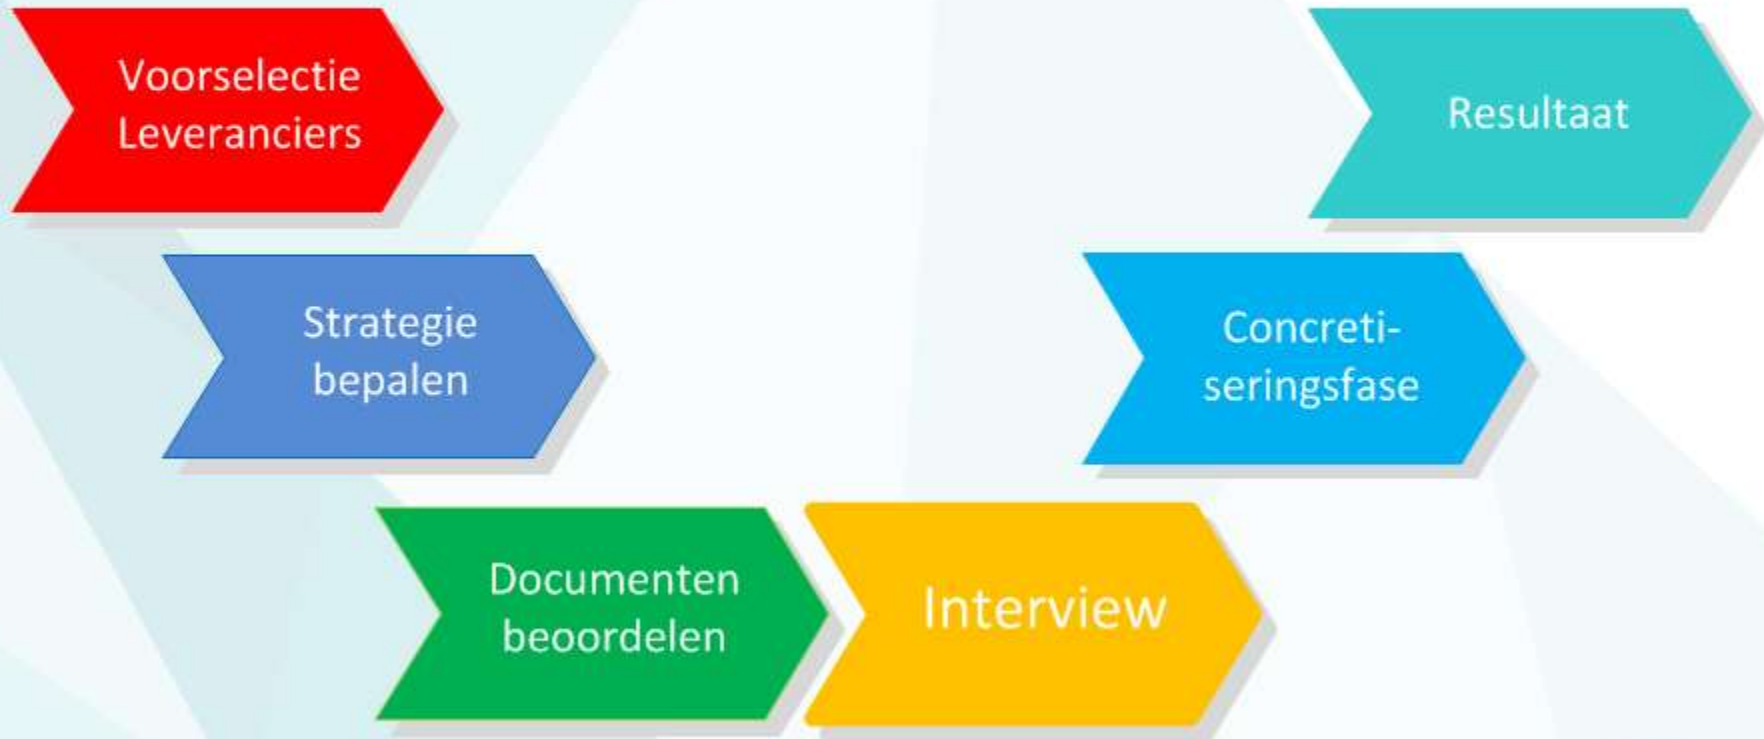 Voorselectie
Leveranciers
Strategie
bepalen
Documenten
beoordelen
Interview
Concreti-
seringsfase
Resultaat